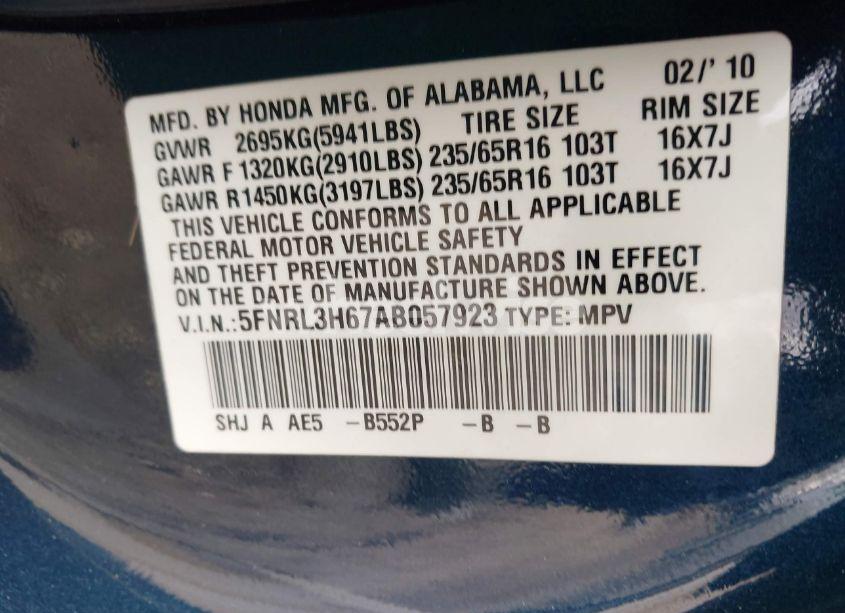 MFD. BY HONDA MFG. OF ALABAMA, LLC 02/' 10
GVWR 2695KG(5941LBS) TIRE SIZE RIM SIZE
GAWR F 1320KG(2910LBS) 235/65R16 103T 16X7J
GAWR R1450KG(3197LBS) 235/65R16 103T 16X7J
THIS VEHICLE CONFORMS TO ALL APPLICABLE
FEDERAL MOTOR VEHICLE SAFETY
AND THEFT PREVENTION STANDARDS IN EFFECT
ON THE DATE OF MANUFACTURE SHOWN ABOVE.
V.I.N.:5FNRL3H67AB057923 TYPE: MPV
SHJ A AE5 -B552P -B -B